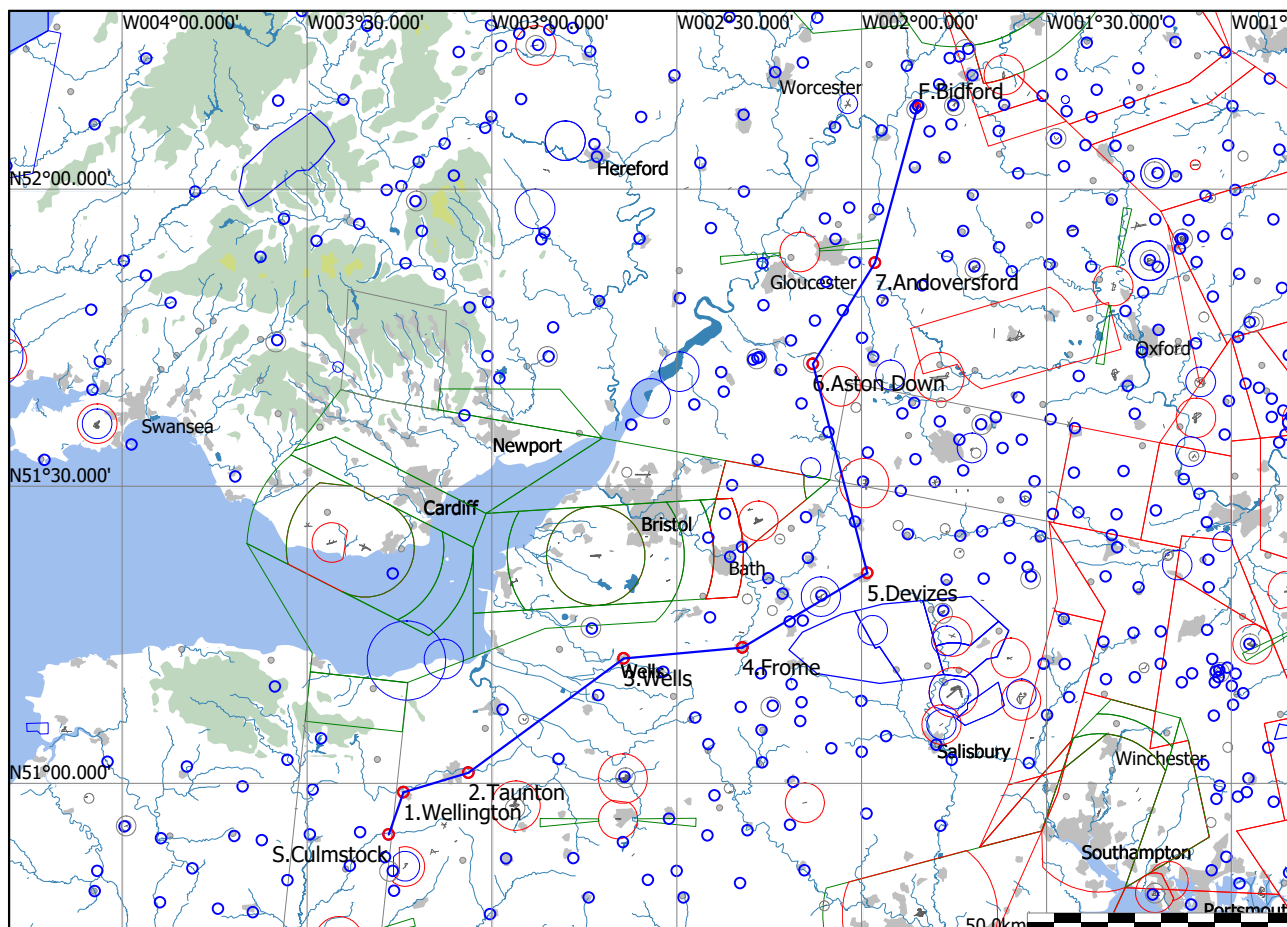 W004°00.000'
W003°30.000'
W003°00.000'
W002°30.000'
W002°00.000'
W001°30.000'
W001°
Worcester
F.Bidford
Hereford
N52°00.000'
Gloucester
7.Andoversford
Oxford
6.Aston Down
Swansea
Newport
N51°30.000'
Cardiff
Bristol
Bath
5.Devizes
4.Frome
Wells
3.Wells
Salisbury
Winchester
N51°00.000'
2.Taunton
1.Wellington
S.Culmstock
Southampton
Portsmouth
50.0km